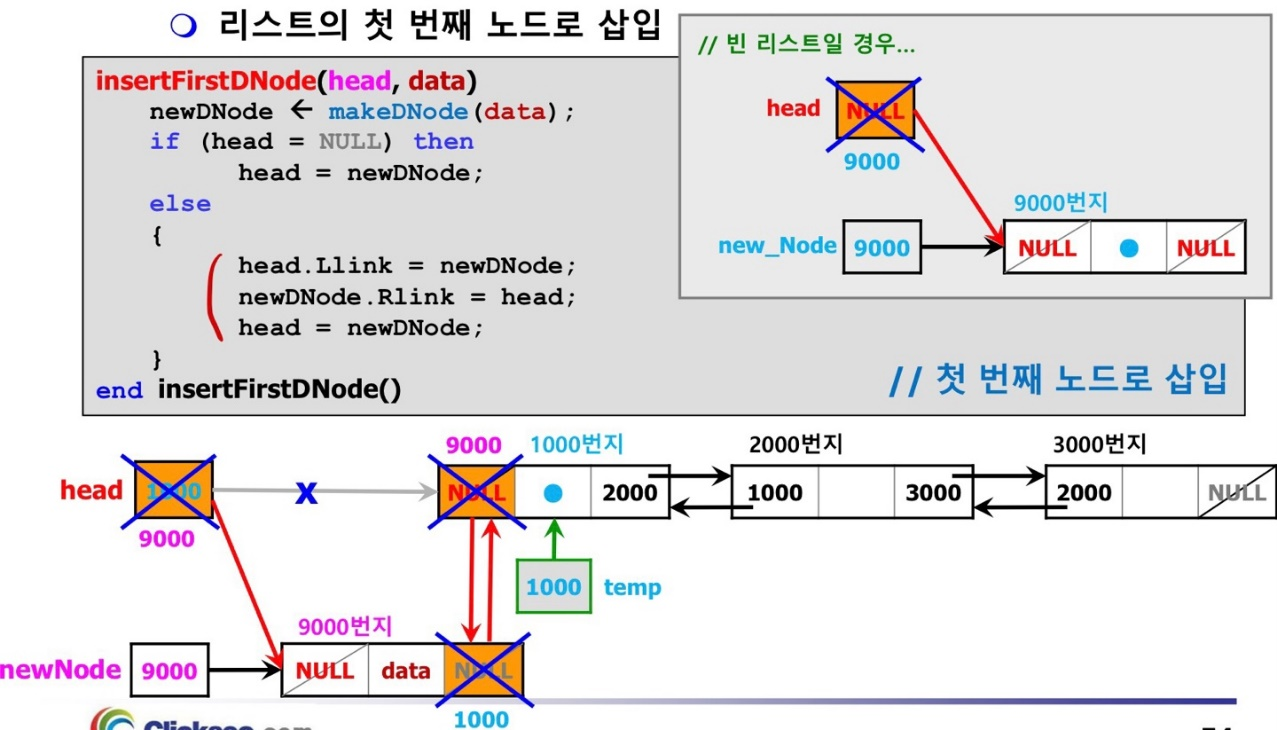 리스트의 첫 번째 노드로 삽입
insertFirstDNode(head, data)
newDNode ← makeDNode(data);
if (head = NULL) then
head = newDNode;
else
{
head.Llink = newDNode;
newDNode.Rlink = head;
head = newDNode;
}
end insertFirstDNode()
// 첫 번째 노드로 삽입
// 빈 리스트일 경우...
head NULL
9000
9000번지
new_Node 9000 NULL NULL
9000 1000번지 2000번지 3000번지
head 1000 x NULL 2000 1000 3000 2000 NULL
9000
1000 temp
9000번지
newNode 9000 NULL data NULL
1000